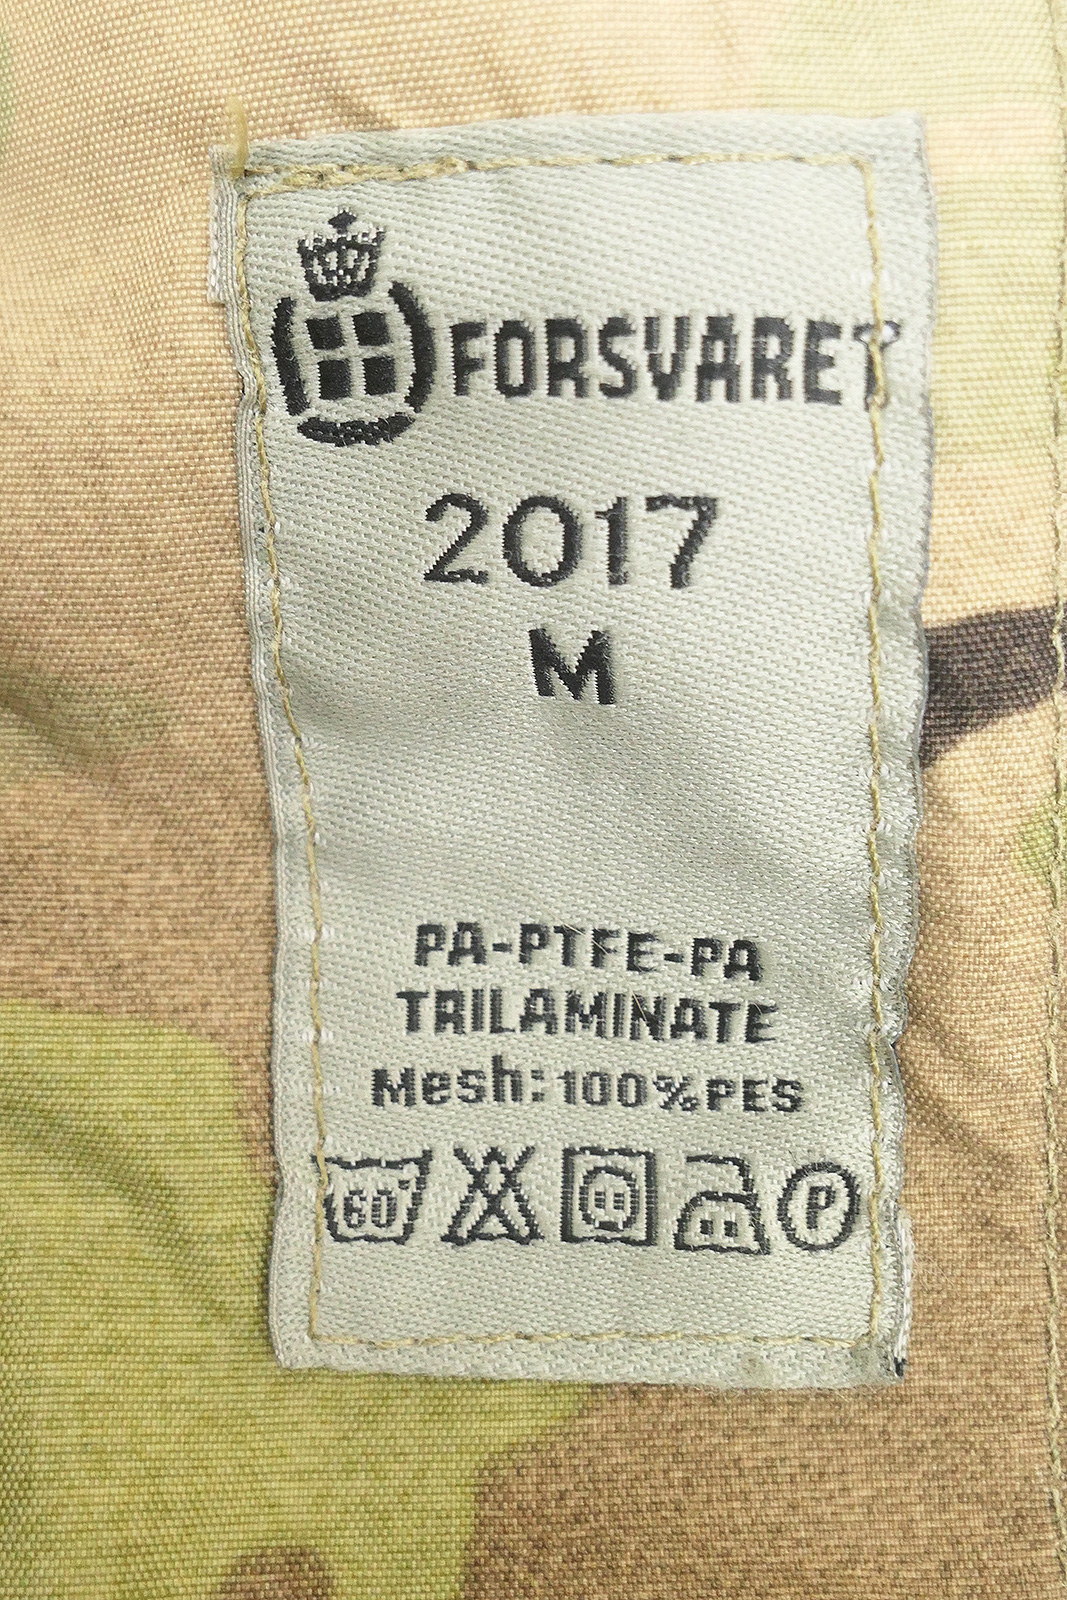 FORSVARET
2017
M
PA-PTFE-PA
TRILAMINATE
Mesh: 100% PES
60° P